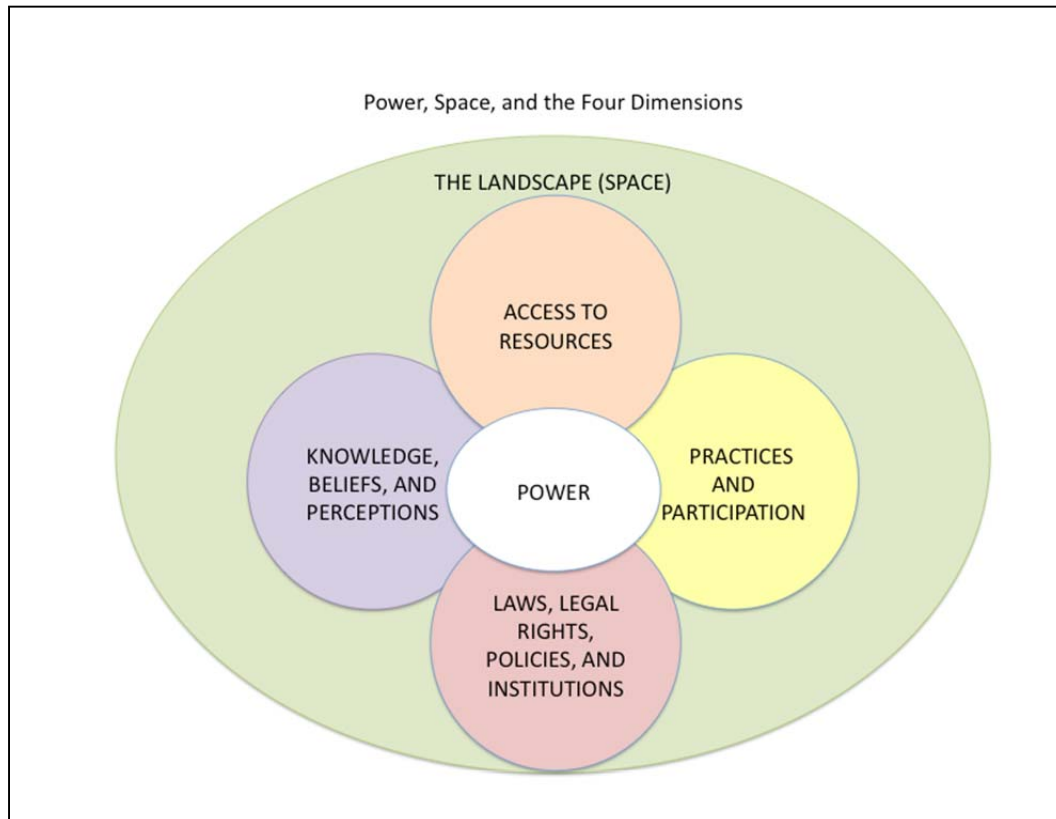 Power, Space, and the Four Dimensions
THE LANDSCAPE (SPACE)
ACCESS TO
RESOURCES
KNOWLEDGE,
BELIEFS, AND
PERCEPTIONS
POWER
PRACTICES
AND
PARTICIPATION
LAWS, LEGAL
RIGHTS,
POLICIES, AND
INSTITUTIONS